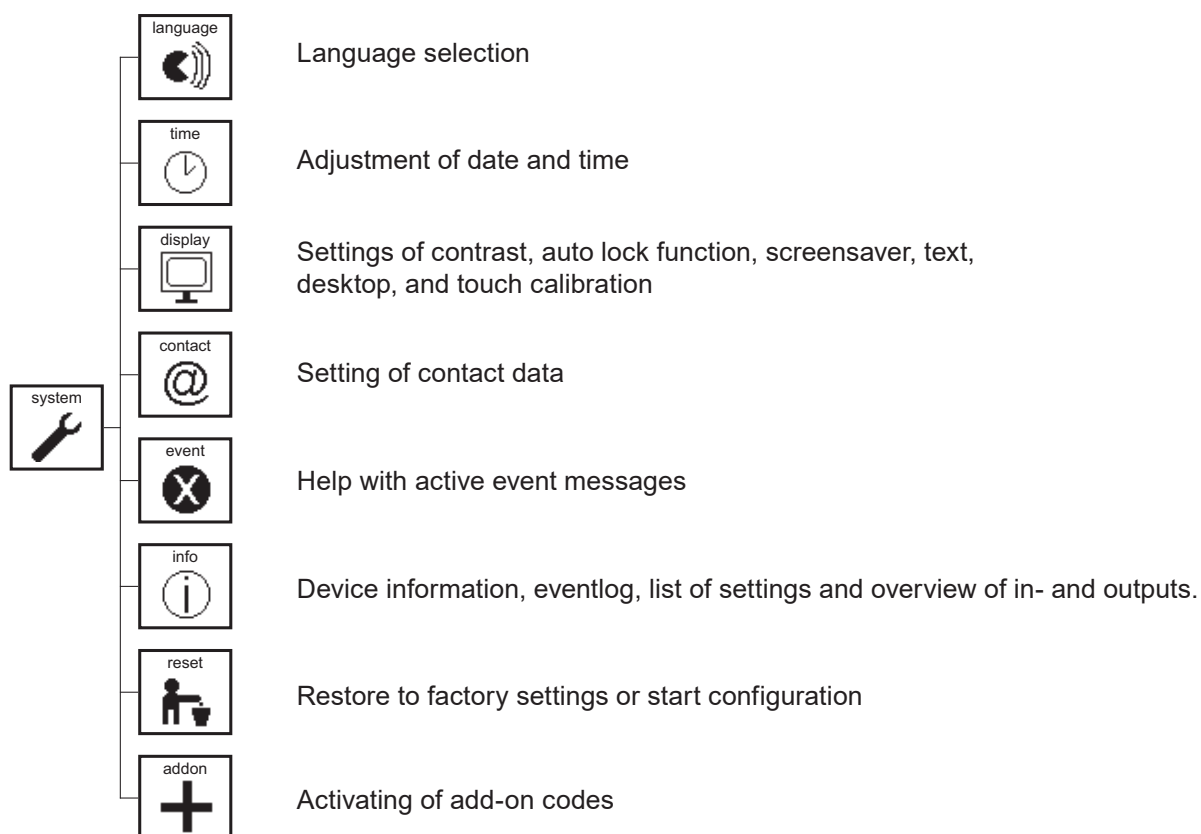 language
Language selection
time
Adjustment of date and time
display
Settings of contrast, auto lock function, screensaver, text,
desktop, and touch calibration
contact
@
Setting of contact data
system
event
X
Help with active event messages
info
i
Device information, eventlog, list of settings and overview of in- and outputs.
reset
Restore to factory settings or start configuration
addon
Activating of add-on codes